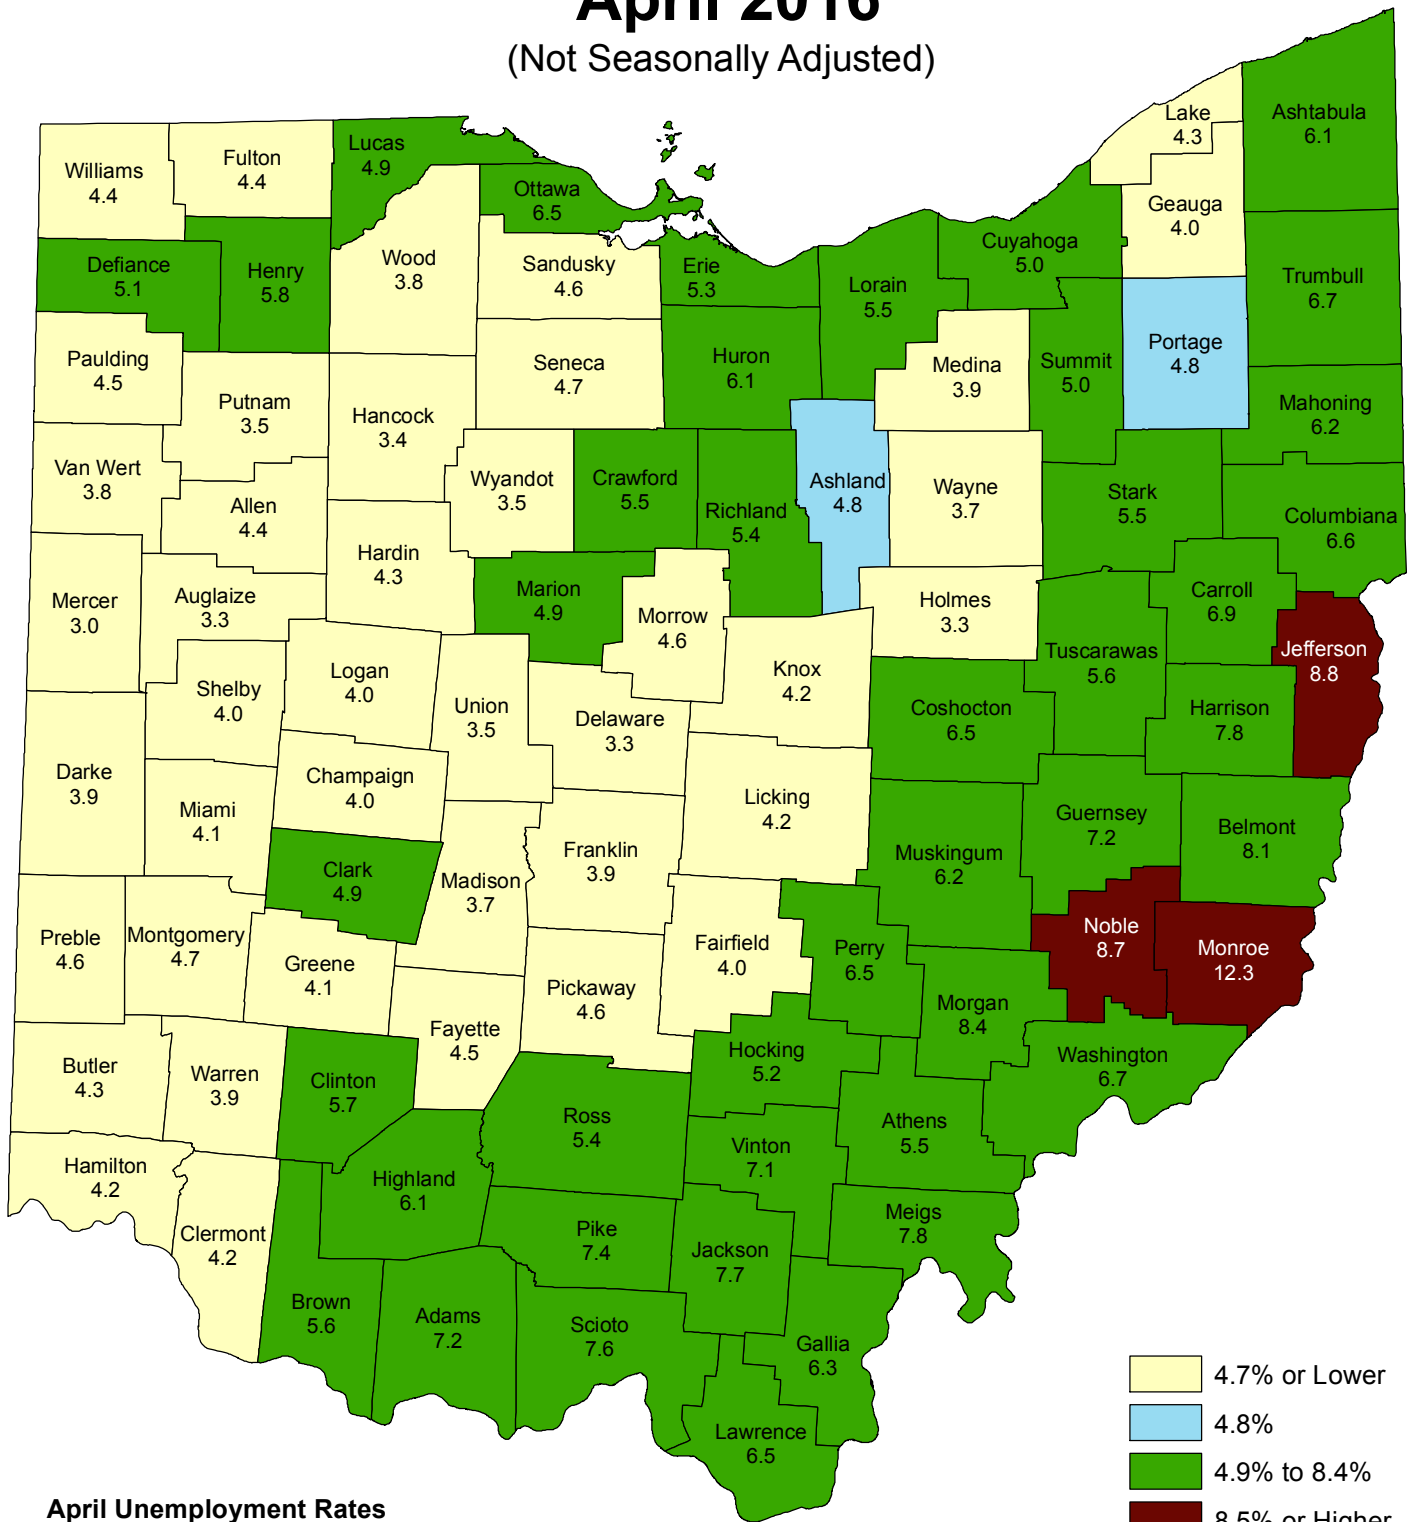 April 2016
(Not Seasonally Adjusted)
Lake
4.3
Ashtabula
6.1
Williams
4.4
Fulton
4.4
Lucas
4.9
Ottawa
6.5
Geauga
4.0
Defiance
5.1
Henry
5.8
Wood
3.8
Sandusky
4.6
Erie
5.3
Lorain
5.5
Cuyahoga
5.0
Trumbull
6.7
Paulding
4.5
Putnam
3.5
Hancock
3.4
Seneca
4.7
Huron
6.1
Medina
3.9
Summit
5.0
Portage
4.8
Mahoning
6.2
Van Wert
3.8
Allen
4.4
Wyandot
3.5
Crawford
5.5
Richland
5.4
Ashland
4.8
Wayne
3.7
Stark
5.5
Columbiana
6.6
Mercer
3.0
Auglaize
3.3
Hardin
4.3
Marion
4.9
Morrow
4.6
Holmes
3.3
Carroll
6.9
Jefferson
8.8
Shelby
4.0
Logan
4.0
Union
3.5
Delaware
3.3
Knox
4.2
Coshocton
6.5
Tuscarawas
5.6
Harrison
7.8
Darke
3.9
Miami
4.1
Champaign
4.0
Licking
4.2
Muskingum
6.2
Guernsey
7.2
Belmont
8.1
Clark
4.9
Madison
3.7
Franklin
3.9
Preble
4.6
Montgomery
4.7
Greene
4.1
Fairfield
4.0
Perry
6.5
Noble
8.7
Monroe
12.3
Fayette
4.5
Pickaway
4.6
Morgan
8.4
Butler
4.3
Warren
3.9
Clinton
5.7
Hocking
5.2
Washington
6.7
Ross
5.4
Vinton
7.1
Athens
5.5
Hamilton
4.2
Clermont
4.2
Highland
6.1
Pike
7.4
Jackson
7.7
Meigs
7.8
Brown
5.6
Adams
7.2
Scioto
7.6
Gallia
6.3
Lawrence
6.5
4.7% or Lower
4.8%
4.9% to 8.4%
8.5% or Higher
April Unemployment Rates